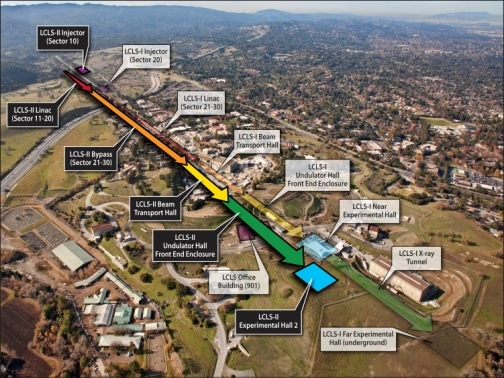 LCLS-II Injector
(Sector 10)
LCLS-I Injector
(Sector 20)
LCLS-II Linac
(Sector 11-20)
LCLS-I Linac
(Sector 21-30)
LCLS-II Bypass
(Sector 21-30)
LCLS-I Beam
Transport Hall
LCLS-II Beam
Transport Hall
LCLS-I
Undulator Hall
Front End Enclosure
LCLS-I Near
Experimental Hall
LCLS-II
Undulator Hall
Front End Enclosure
LCLS-I X-ray
Tunnel
LCLS Office
Building (901)
LCLS-II
Experimental Hall 2
LCLS-I Far Experimental
Hall (underground)